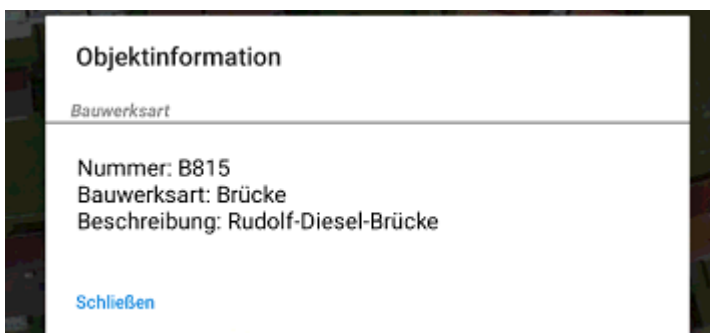 Objektinformation
Bauwerksart
Nummer: B815
Bauwerksart: Brücke
Beschreibung: Rudolf-Diesel-Brücke
Schließen